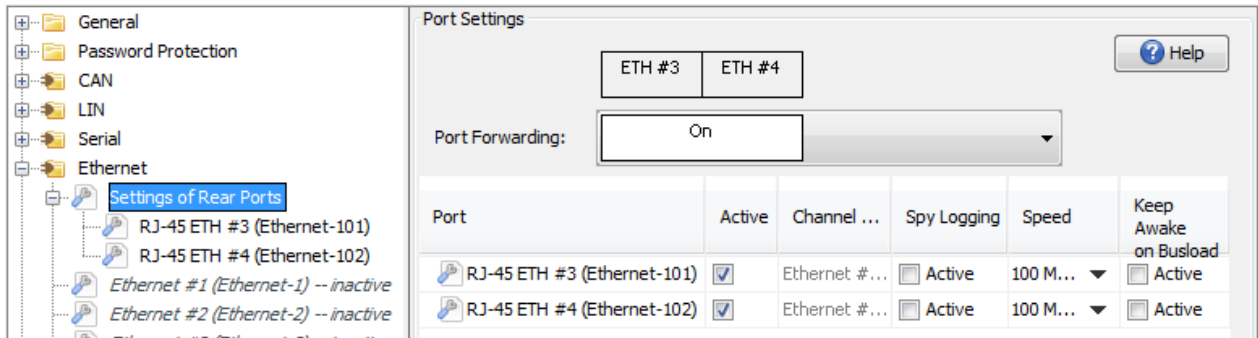 General
Password Protection
CAN
LIN
Serial
Ethernet
Settings of Rear Ports
RJ-45 ETH #3 (Ethernet-101)
RJ-45 ETH #4 (Ethernet-102)
Ethernet #1 (Ethernet-1) -- inactive
Ethernet #2 (Ethernet-2) -- inactive
Port Settings
ETH #3 ETH #4
Help
Port Forwarding: On
Port Active Channel ... Spy Logging Speed Keep
Awake
on Busload
RJ-45 ETH #3 (Ethernet-101) Ethernet #... Active 100 M... Active
RJ-45 ETH #4 (Ethernet-102) Ethernet #... Active 100 M... Active